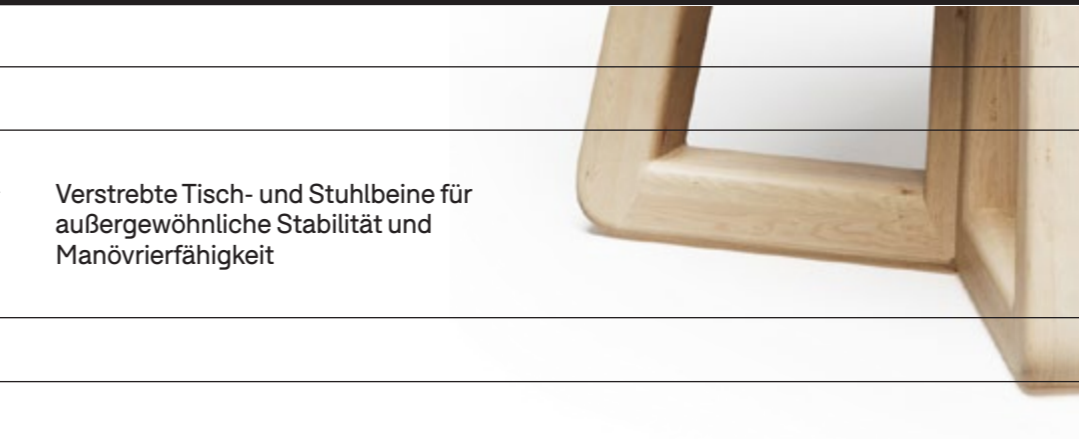 Verstrebte Tisch- und Stuhlbeine für
außergewöhnliche Stabilität und
Manövrierfähigkeit